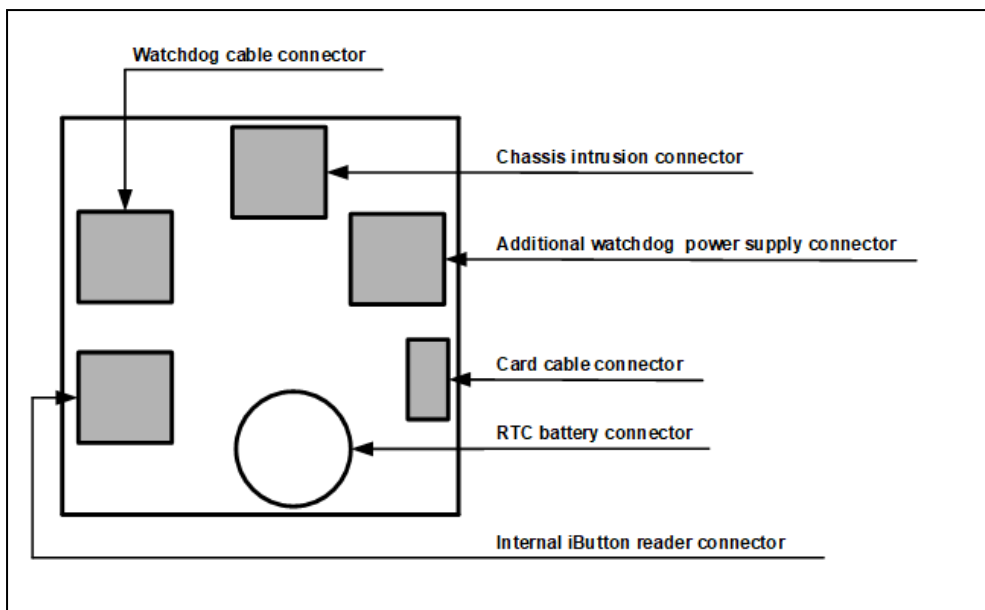 Watchdog cable connector
Chassis intrusion connector
Additional watchdog power supply connector
Card cable connector
RTC battery connector
Internal iButton reader connector